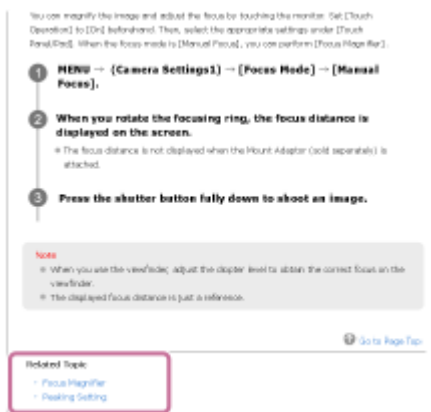 You can magnify the image and adjust the focus by touching the monitor. Set [Touch
Operation] to [On] beforehand. Then, select the appropriate settings under [Touch
Panel/Pad]. When the focus mode is [Manual Focus], you can perform [Focus Magnifier].
1 MENU → (Camera Settings1) → [Focus Mode] → [Manual
Focus].
2 When you rotate the focusing ring, the focus distance is
displayed on the screen.
The focus distance is not displayed when the Mount Adaptor (sold separately) is
attached.
3 Press the shutter button fully down to shoot an image.
Note
When you use the viewfinder, adjust the diopter level to obtain the correct focus on the
viewfinder.
The displayed focus distance is just a reference.
Go to Page Top
Related Topic
Focus Magnifier
Peaking Setting